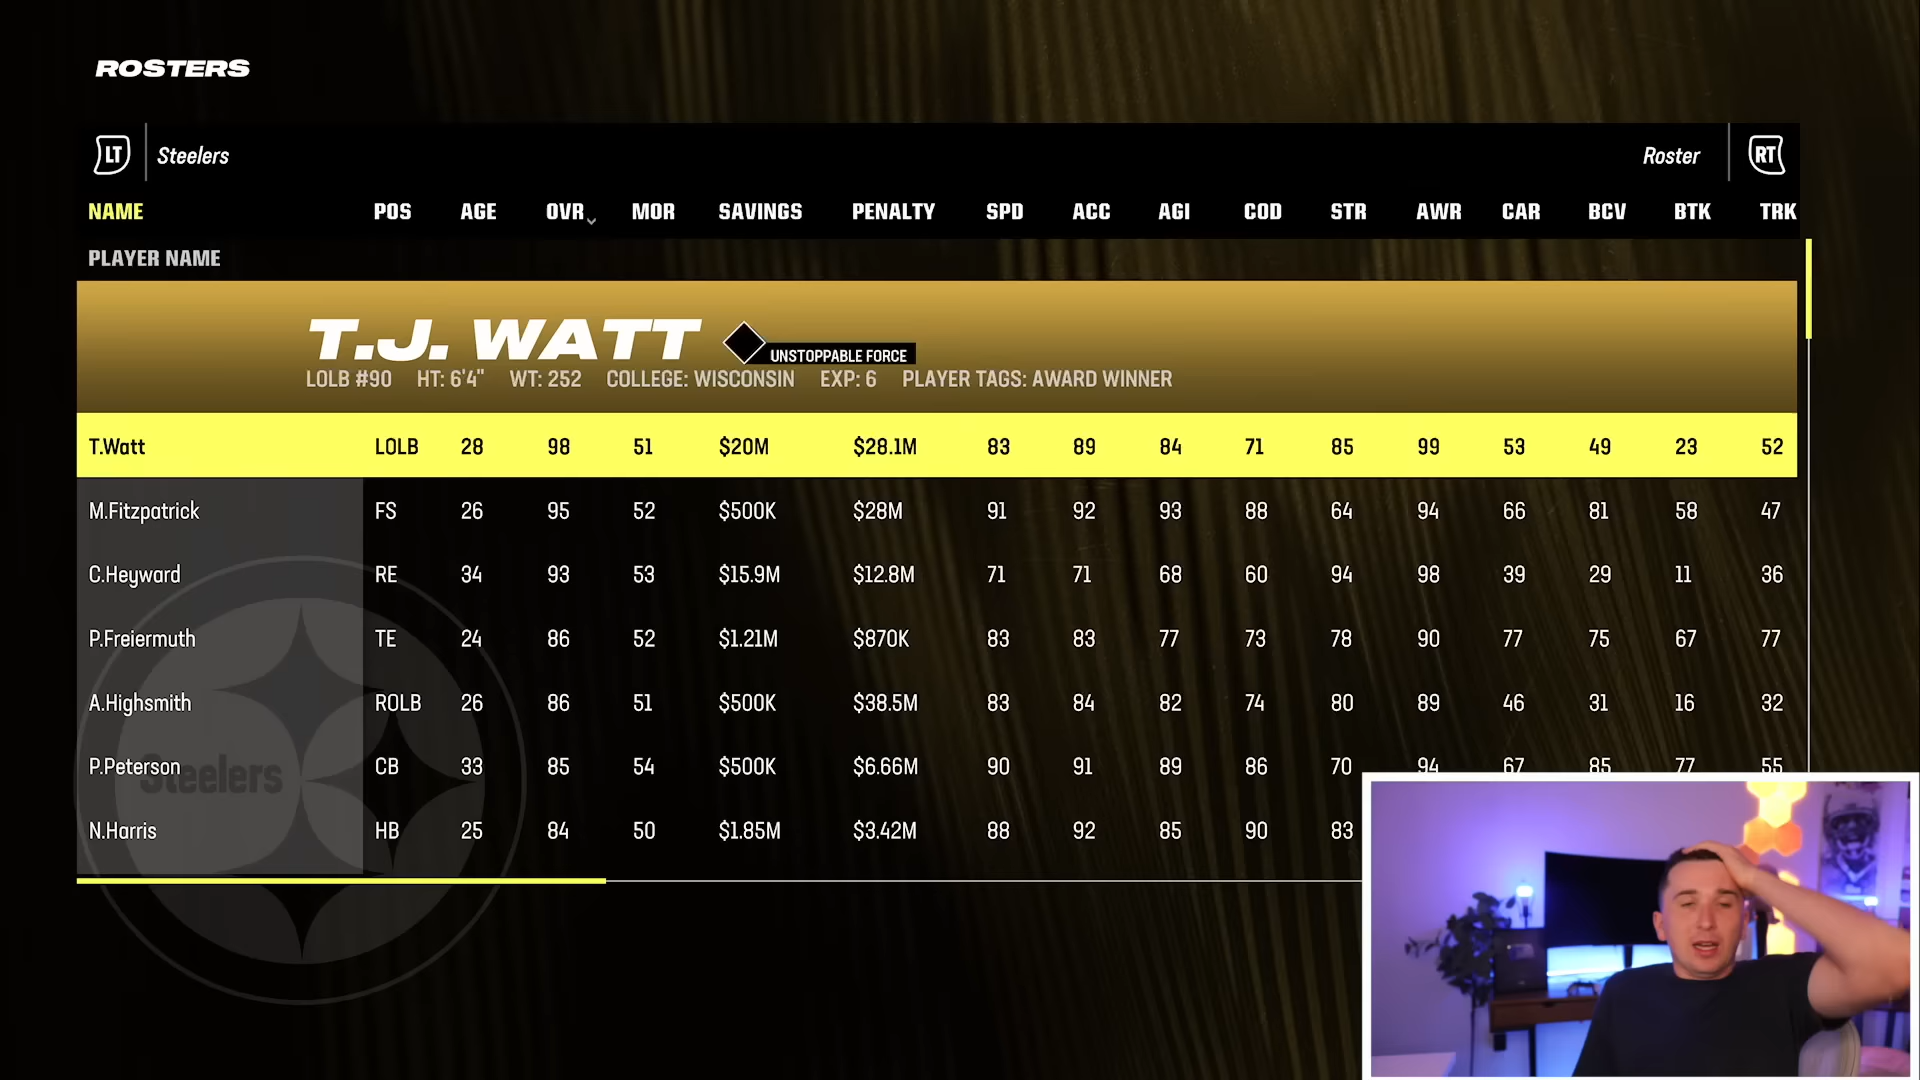 ROSTERS
LT Steelers Roster RT
NAME POS AGE OVR MOR SAVINGS PENALTY SPD ACC AGI COD STR AWR CAR BCV BTK TRK
PLAYER NAME
T.J. WATT UNSTOPPABLE FORCE
LOLB #90 HT: 6'4" WT: 252 COLLEGE: WISCONSIN EXP: 6 PLAYER TAGS: AWARD WINNER
T.Watt LOLB 28 98 51 $20M $28.1M 83 89 84 71 85 99 53 49 23 52
M.Fitzpatrick FS 26 95 52 $500K $28M 91 92 93 88 64 94 66 81 58 47
C.Heyward RE 34 93 53 $15.9M $12.8M 71 71 68 60 94 98 39 29 11 36
P.Freiermuth TE 24 86 52 $1.21M $870K 83 83 77 73 78 90 77 75 67 77
A.Highsmith ROLB 26 86 51 $500K $38.5M 83 84 82 74 80 89 46 31 16 32
P.Peterson CB 33 85 54 $500K $6.66M 90 91 89 86 70 94 67 85 77 55
Steelers
N.Harris HB 25 84 50 $1.85M $3.42M 88 92 85 90 83